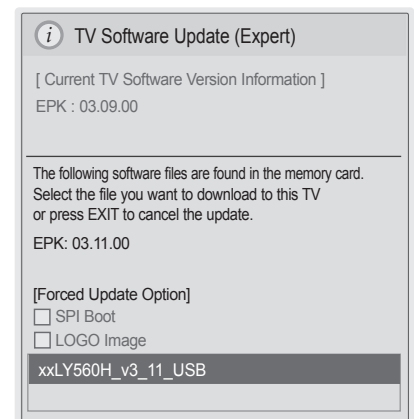 i TV Software Update (Expert)
[ Current TV Software Version Information ]
EPK : 03.09.00
The following software files are found in the memory card.
Select the file you want to download to this TV
or press EXIT to cancel the update.
EPK: 03.11.00
[Forced Update Option]
SPI Boot
LOGO Image
xxLY560H_v3_11_USB